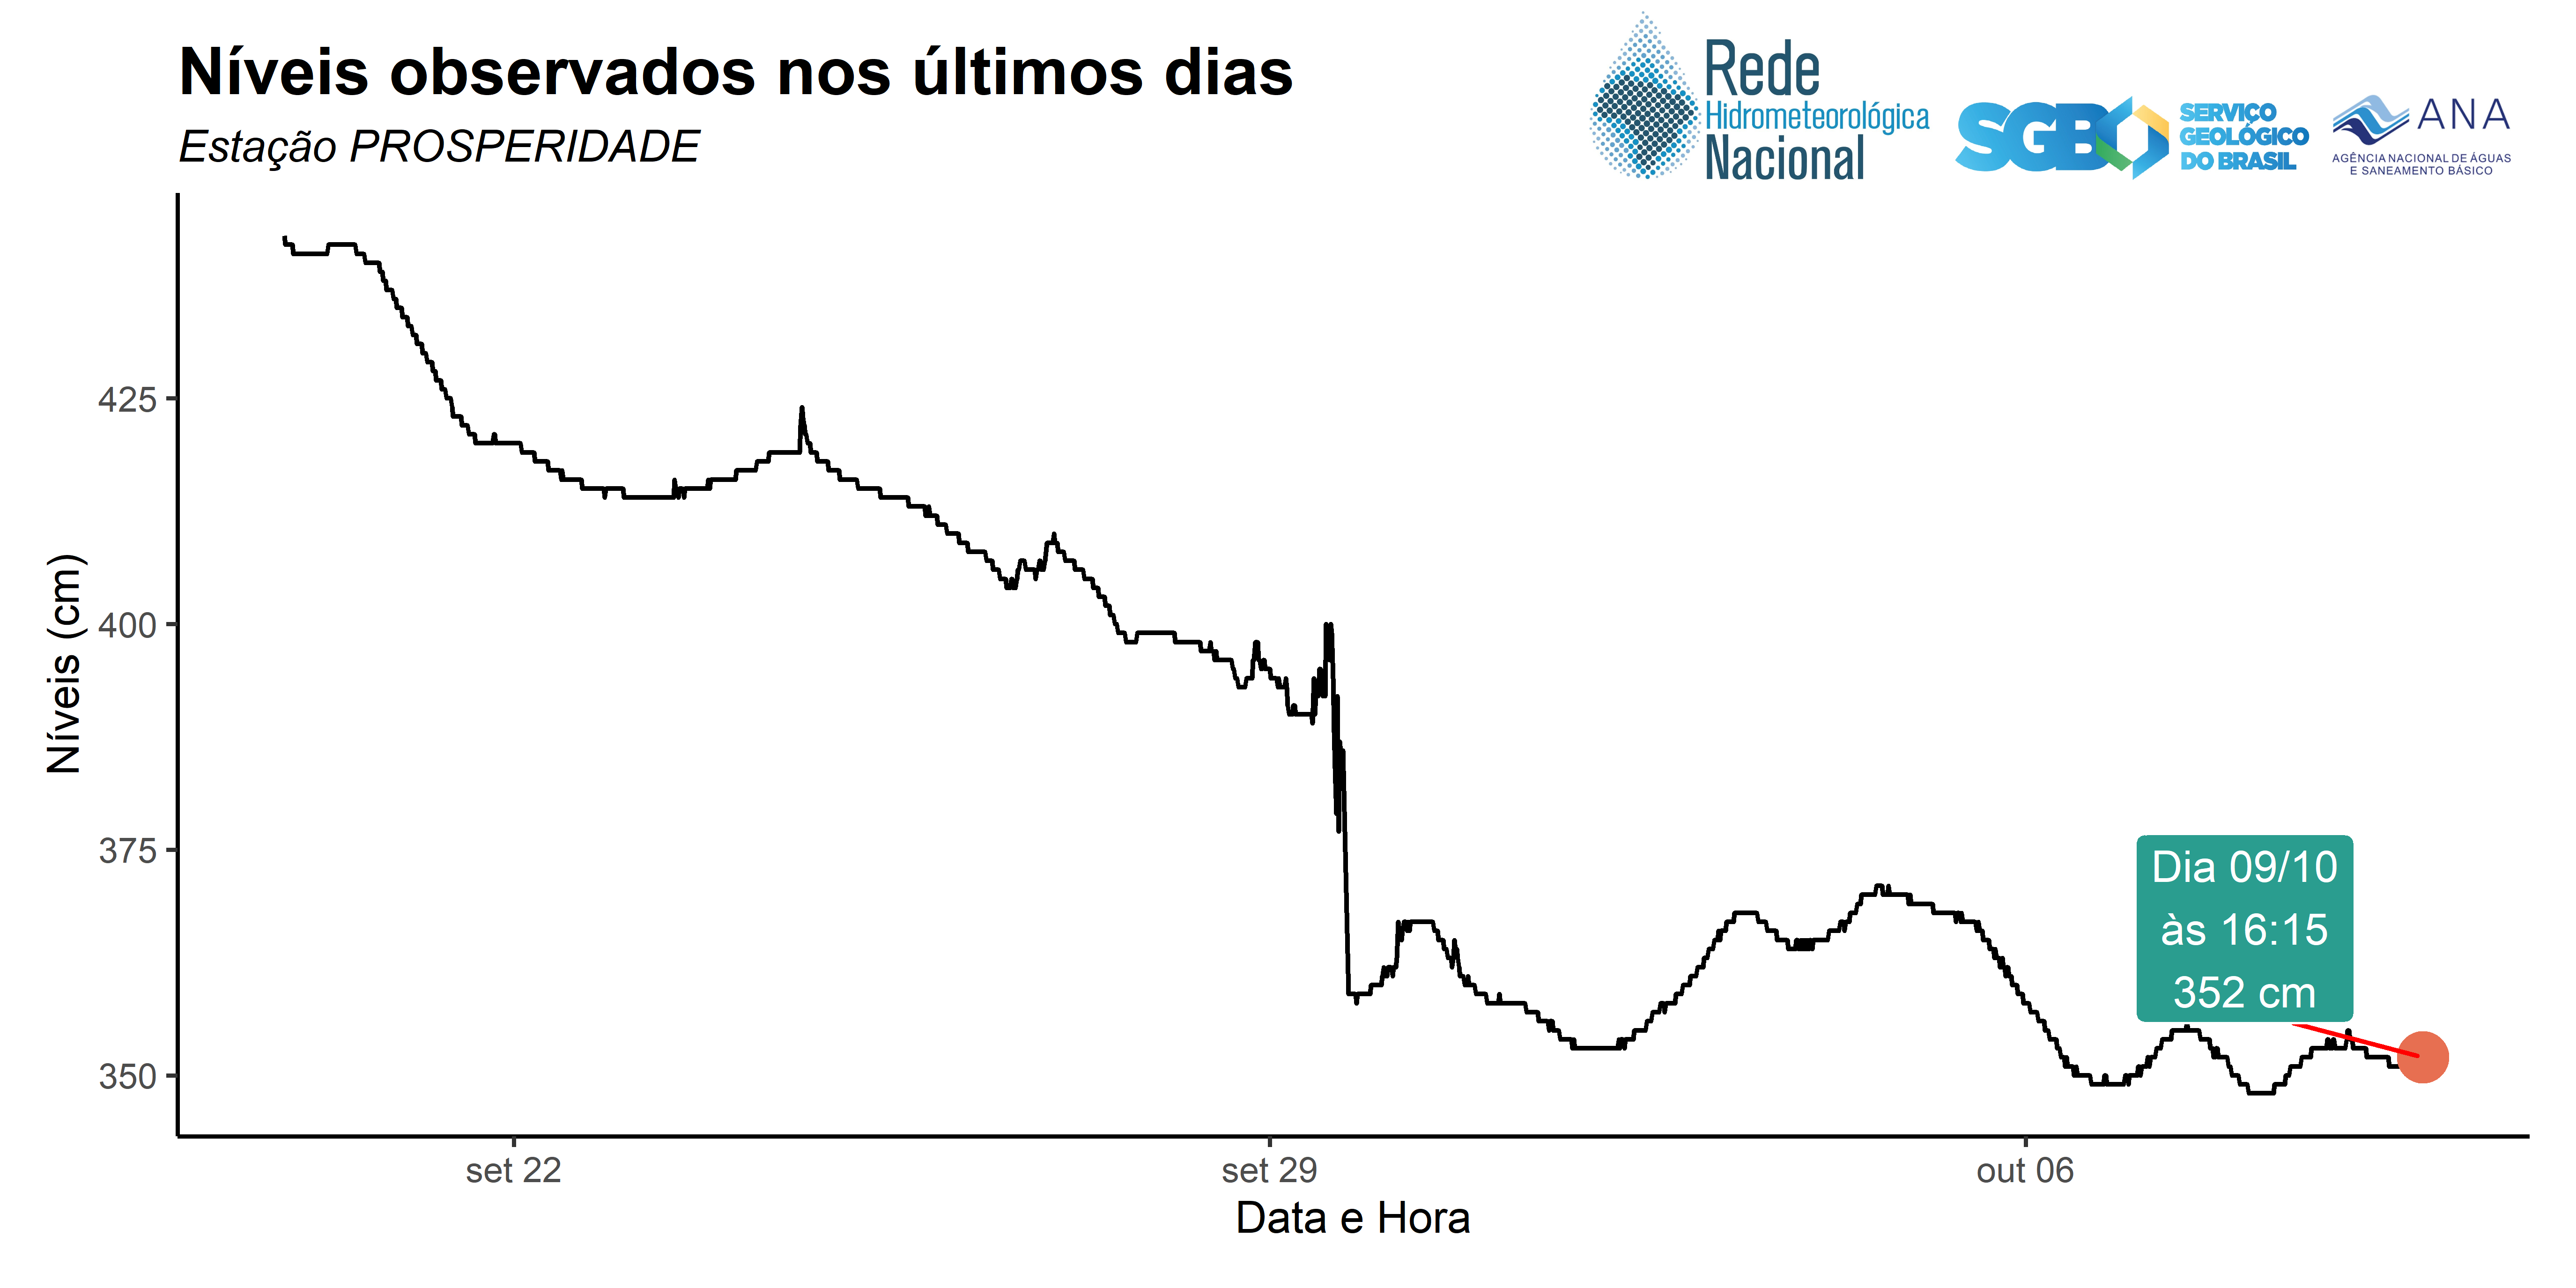 Níveis observados nos últimos dias
Estação PROSPERIDADE
Rede
Hidrometeorológica
Nacional
SGB
SERVIÇO
GEOLÓGICO
DO BRASIL
ANA
AGÊNCIA NACIONAL DE ÁGUAS
E SANEAMENTO BÁSICO
Níveis (cm)
425
400
375
350
Dia 09/10
às 16:15
352 cm
set 22
set 29
out 06
Data e Hora